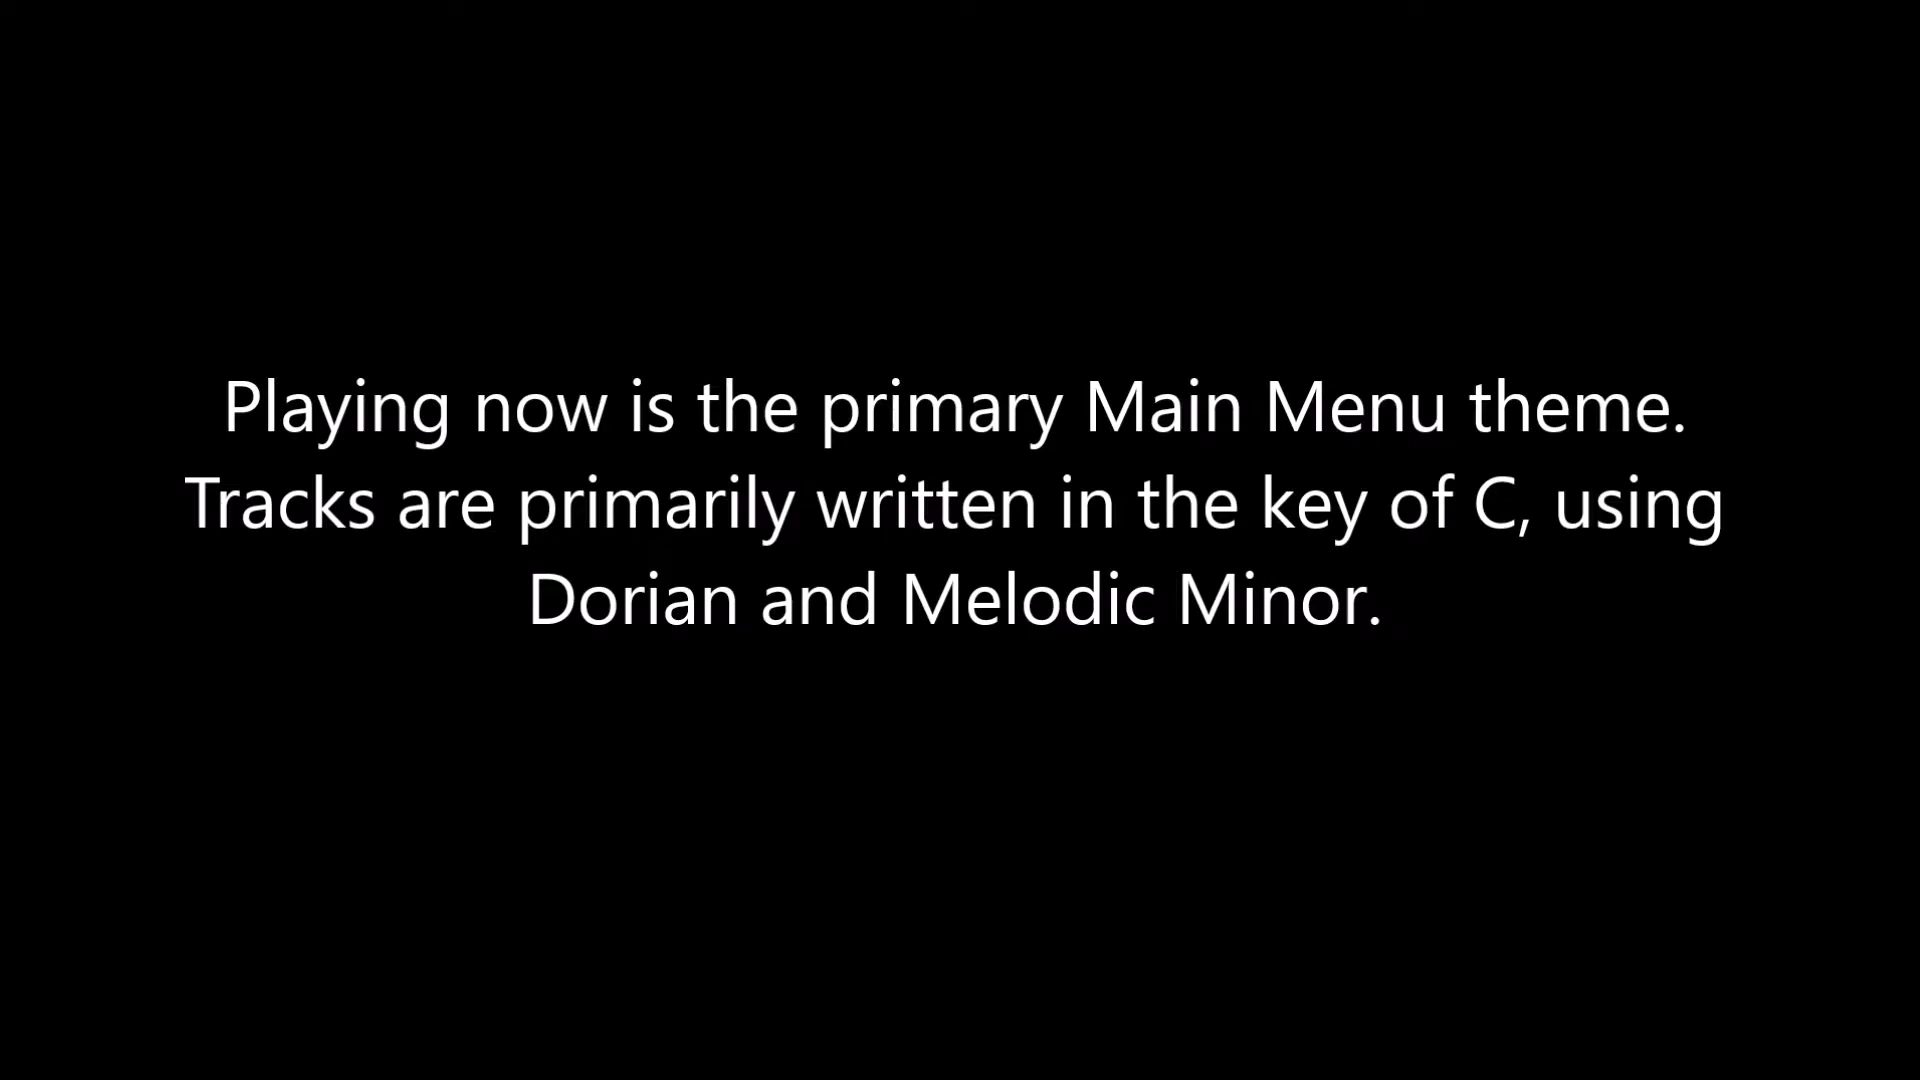 Playing now is the primary Main Menu theme.
Tracks are primarily written in the key of C, using
Dorian and Melodic Minor.